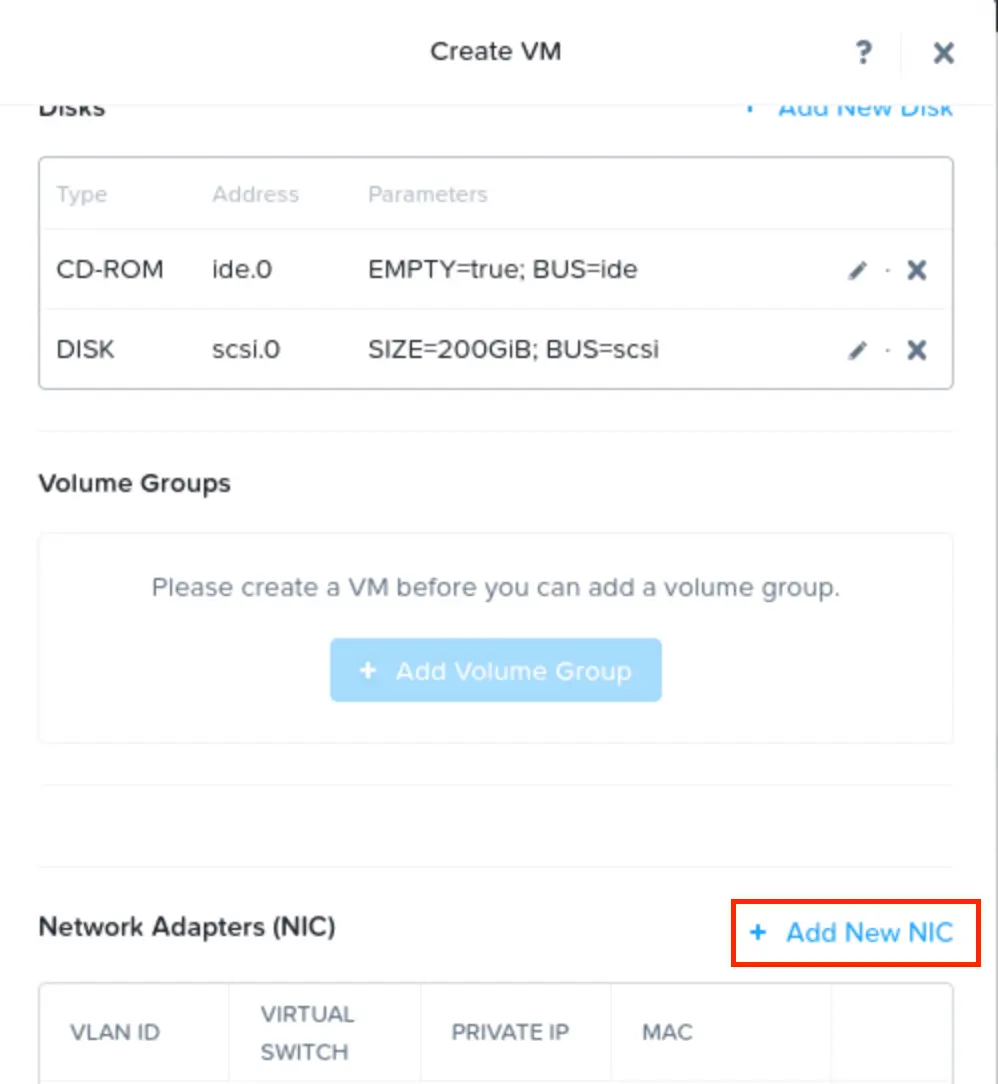 Create VM ? ×
Disks + Add New Disk
Type Address Parameters
CD-ROM ide.0 EMPTY=true; BUS=ide
DISK scsi.0 SIZE=200GiB; BUS=scsi
Volume Groups
Please create a VM before you can add a volume group.
+ Add Volume Group
Network Adapters (NIC)
+ Add New NIC
VLAN ID VIRTUAL SWITCH PRIVATE IP MAC